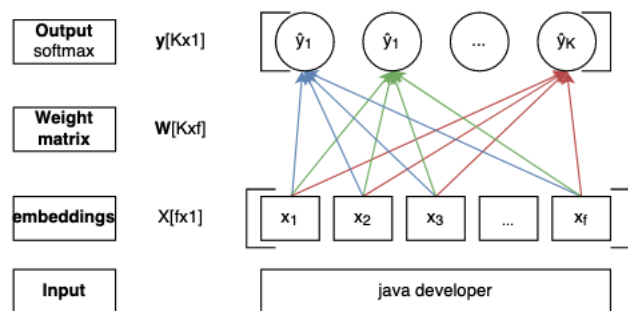 Output
softmax
y[Kx1]
ŷ1
ŷ1
...
ŷK
Weight
matrix
W[Kxf]
embeddings
X[fx1]
x1
x2
x3
...
xf
Input
java developer